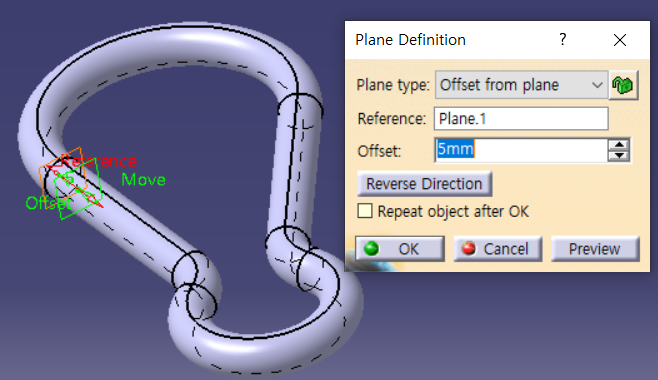 Plane Definition
?
Plane type: Offset from plane
Reference: Plane.1
Offset: 5mm
Reverse Direction
Repeat object after OK
OK Cancel Preview
Reference
Move
Offset